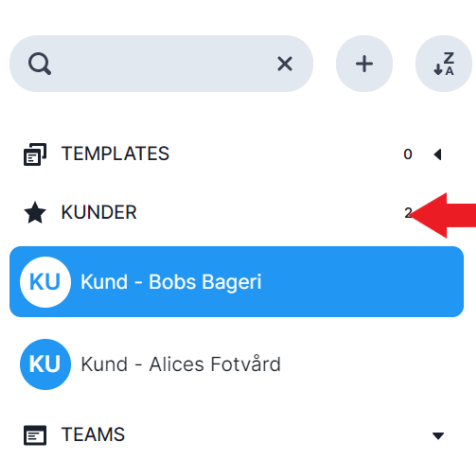 Z
A
TEMPLATES 0
KUNDER 2
KU Kund - Bobs Bageri
KU Kund - Alices Fotvård
TEAMS